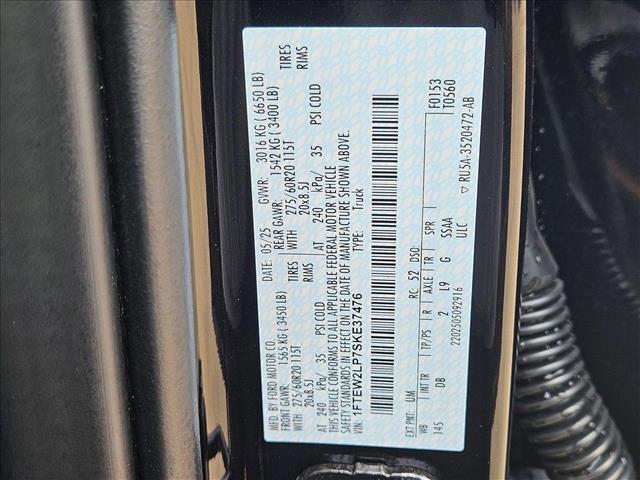 MFD. BY FORD MOTOR CO.
DATE: 05/25 GVWR: 3016 KG ( 6650 LB)
FRONT GAWR: 1565 KG ( 3450 LB) REAR GAWR: 1542 KG ( 3400 LB)
WITH 275/60R20 115T TIRES WITH 275/60R20 115T TIRES
20x8.5J RIMS 20x8.5J RIMS
AT 240 kPa/ 35 PSI COLD AT 240 kPa/ 35 PSI COLD
THIS VEHICLE CONFORMS TO ALL APPLICABLE FEDERAL MOTOR VEHICLE
SAFETY STANDARDS IN EFFECT ON THE DATE OF MANUFACTURE SHOWN ABOVE.
VIN: 1FTEW2LP7SKE37476 TYPE: Truck
F0153
T0560
EXT PNT: UM RC: 52 DSO:
WB INT TR TP/PS R AXLE TR SPR
145 DB 2 L9 G SSAA
ULC
2202505092916 ▽ RU5A-3520472-AB